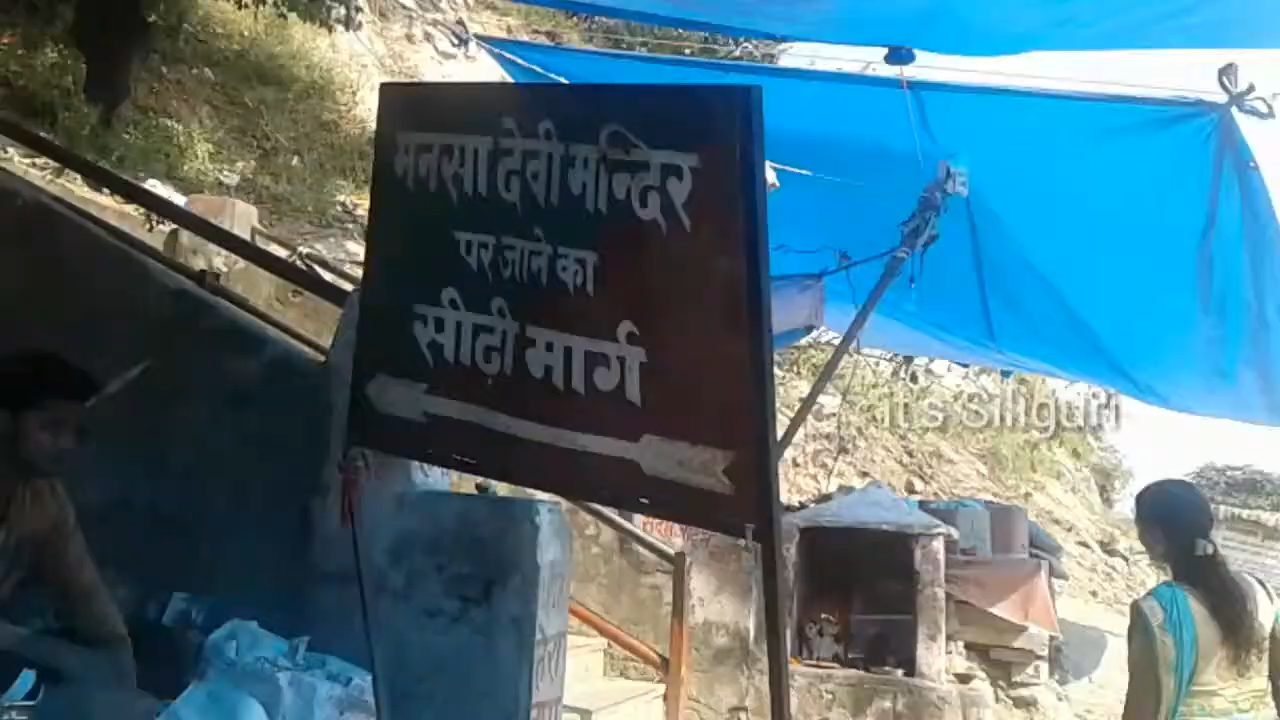 मनसा देवी मन्दिर
पर जाने का
सीढ़ी मार्ग
it's Siliguri